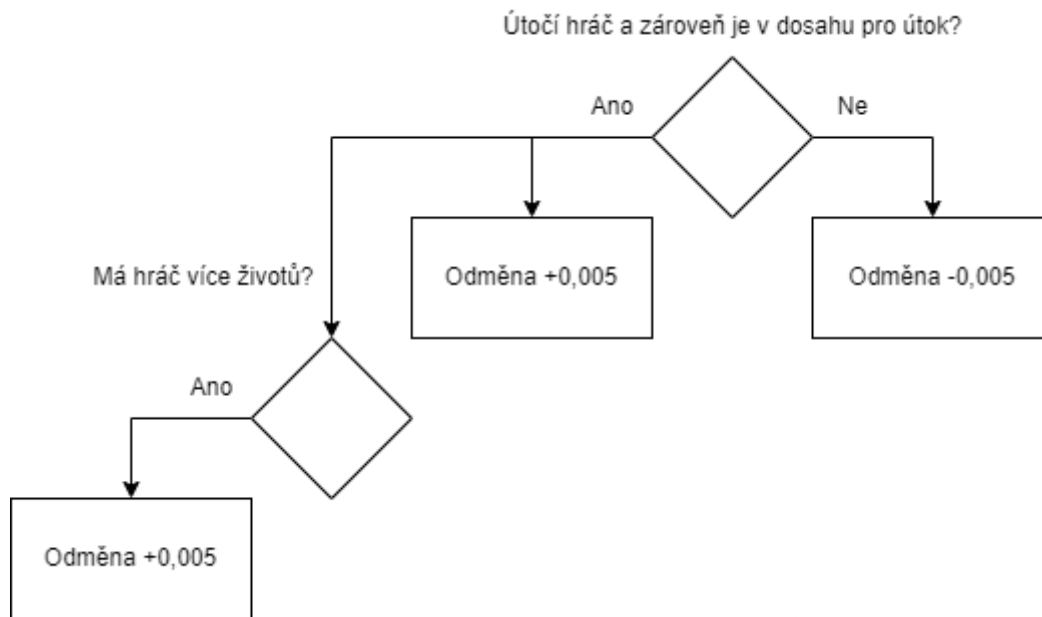 Útočí hráč a zároveň je v dosahu pro útok?
Ano
Ne
Odměna +0,005
Odměna -0,005
Má hráč více životů?
Ano
Odměna +0,005